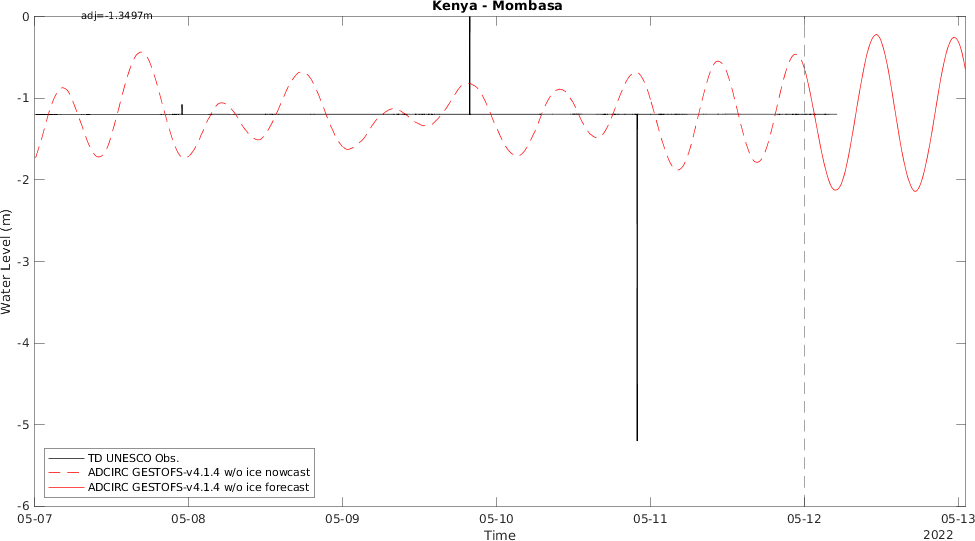 Kenya - Mombasa
adj=-1.3497m
0
-1
-2
-3
-4
-5
-6
Water Level (m)
TD UNESCO Obs.
ADCIRC GESTOFS-v4.1.4 w/o ice nowcast
ADCIRC GESTOFS-v4.1.4 w/o ice forecast
05-07 05-08 05-09 05-10 05-11 05-12 05-13
Time
2022